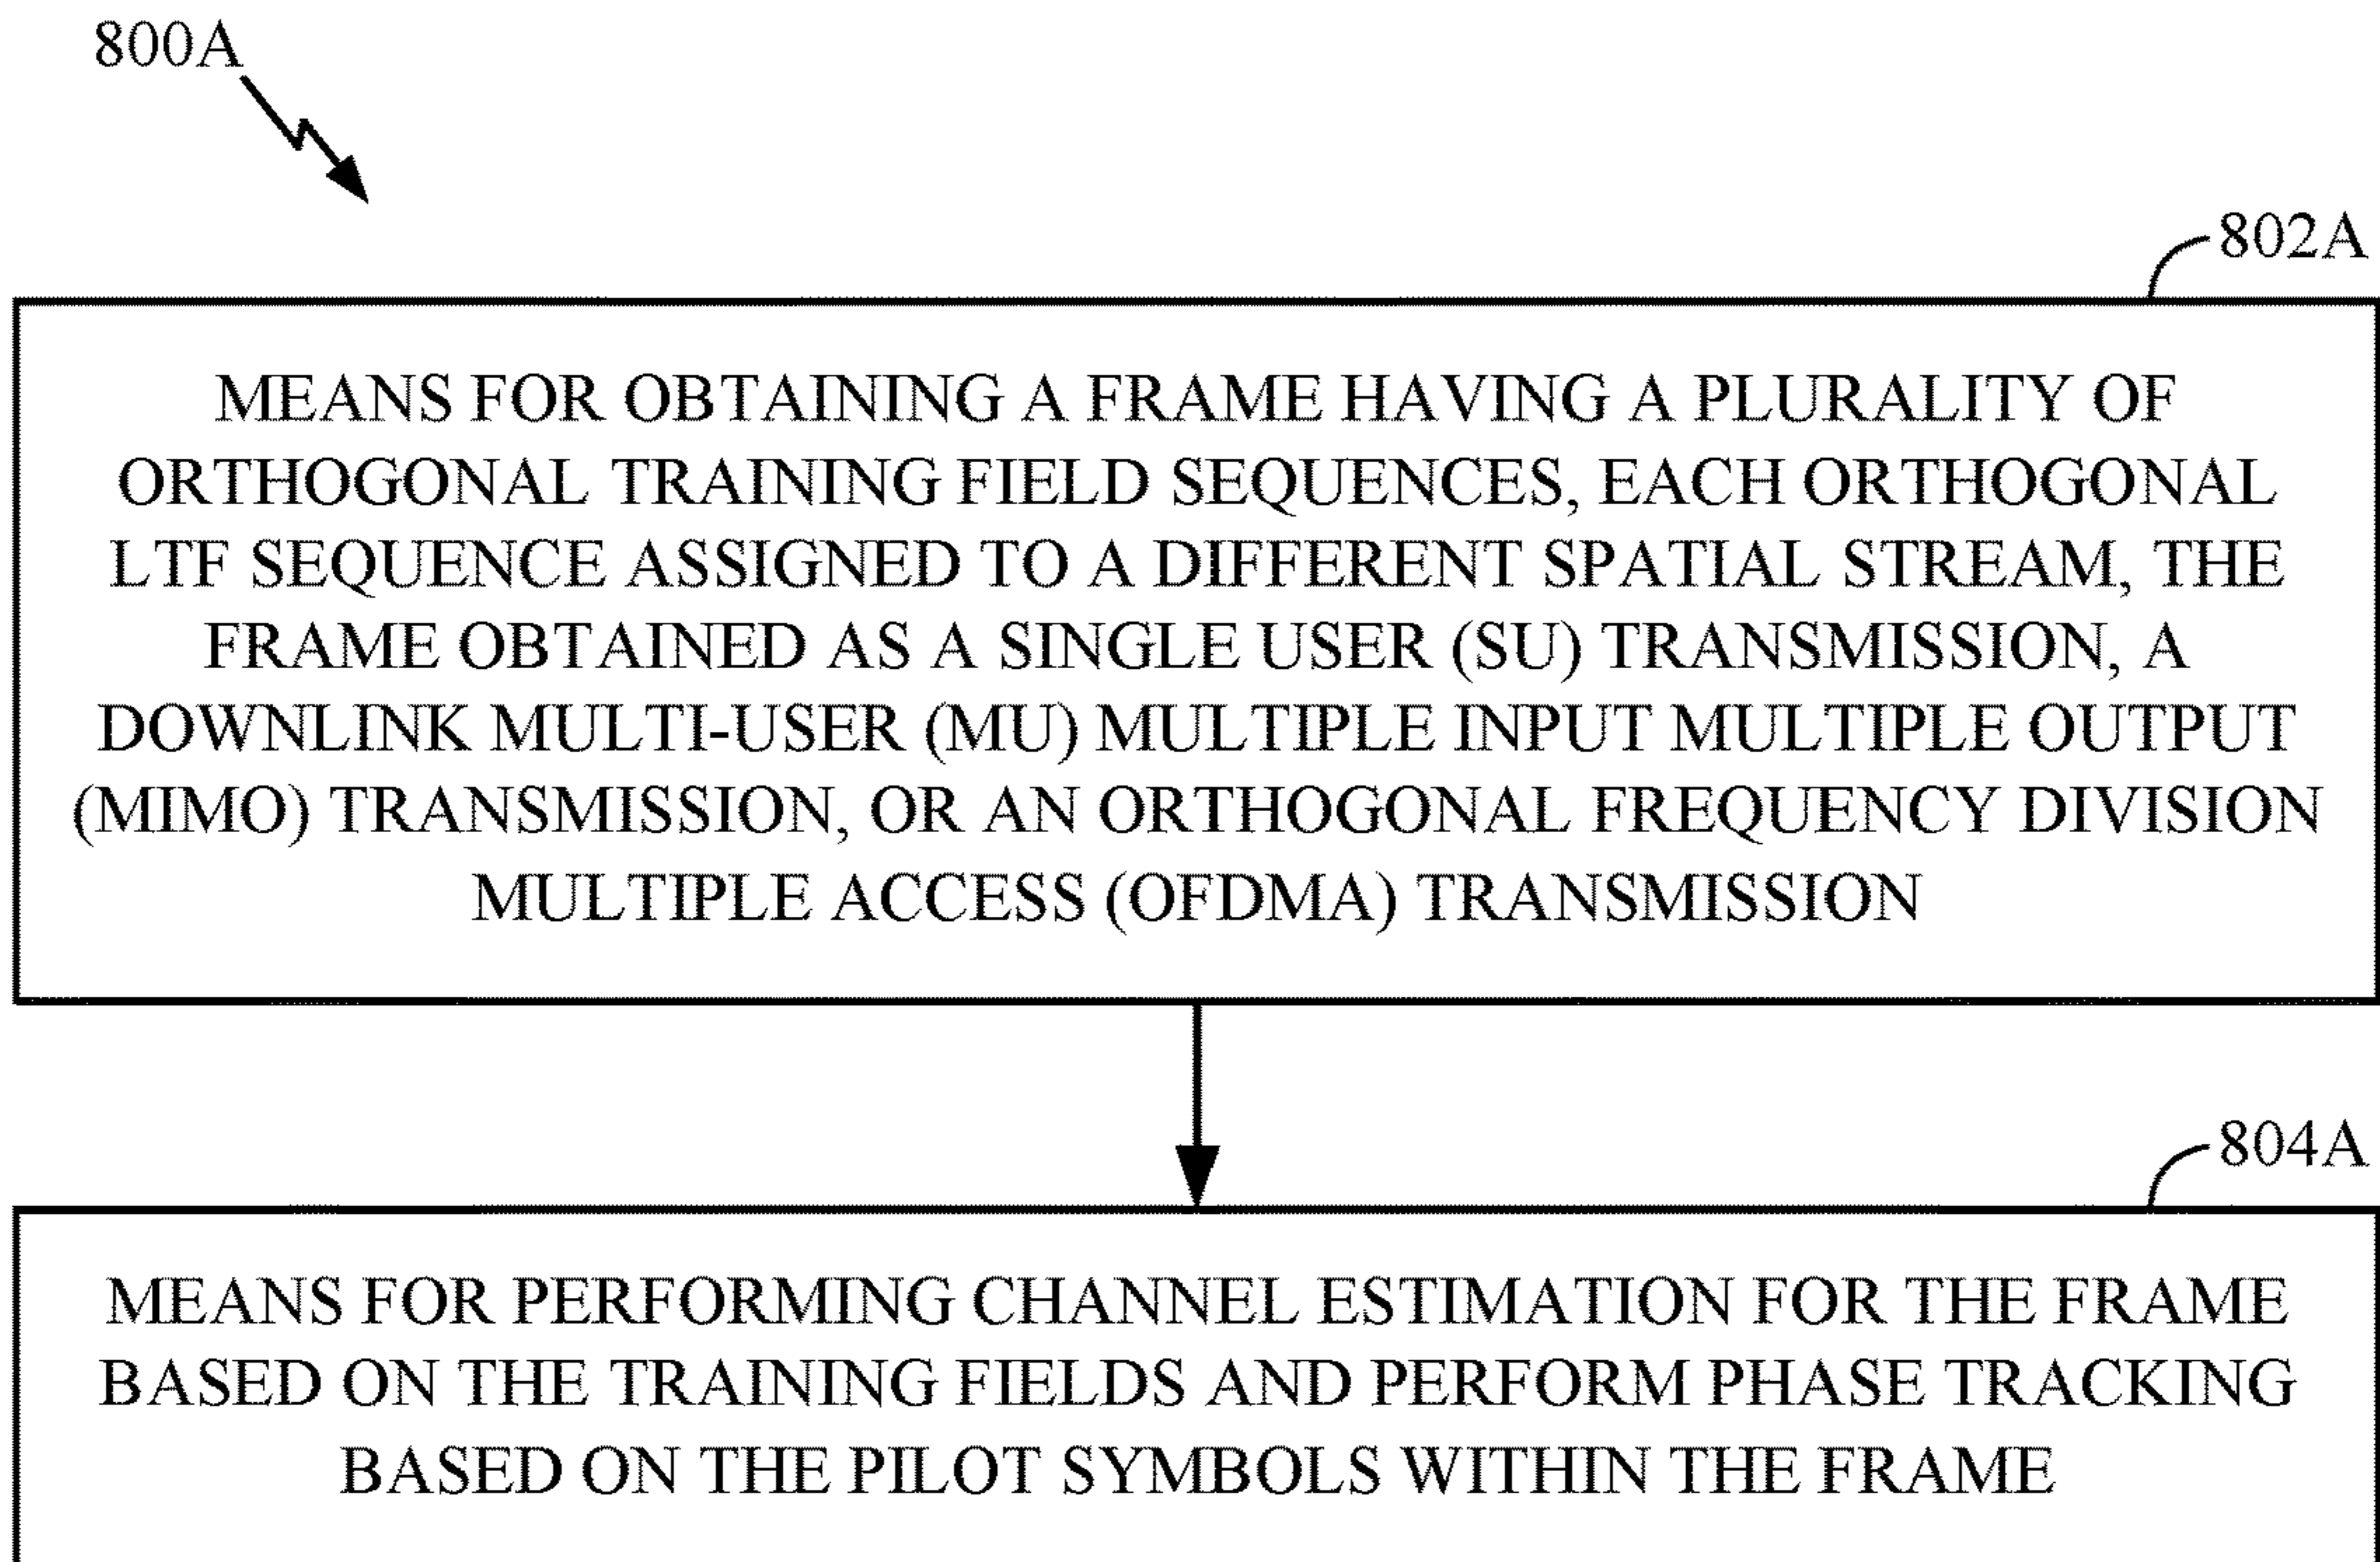 800A
802A
MEANS FOR OBTAINING A FRAME HAVING A PLURALITY OF
ORTHOGONAL TRAINING FIELD SEQUENCES, EACH ORTHOGONAL
LTF SEQUENCE ASSIGNED TO A DIFFERENT SPATIAL STREAM, THE
FRAME OBTAINED AS A SINGLE USER (SU) TRANSMISSION, A
DOWNLINK MULTI-USER (MU) MULTIPLE INPUT MULTIPLE OUTPUT
(MIMO) TRANSMISSION, OR AN ORTHOGONAL FREQUENCY DIVISION
MULTIPLE ACCESS (OFDMA) TRANSMISSION
804A
MEANS FOR PERFORMING CHANNEL ESTIMATION FOR THE FRAME
BASED ON THE TRAINING FIELDS AND PERFORM PHASE TRACKING
BASED ON THE PILOT SYMBOLS WITHIN THE FRAME